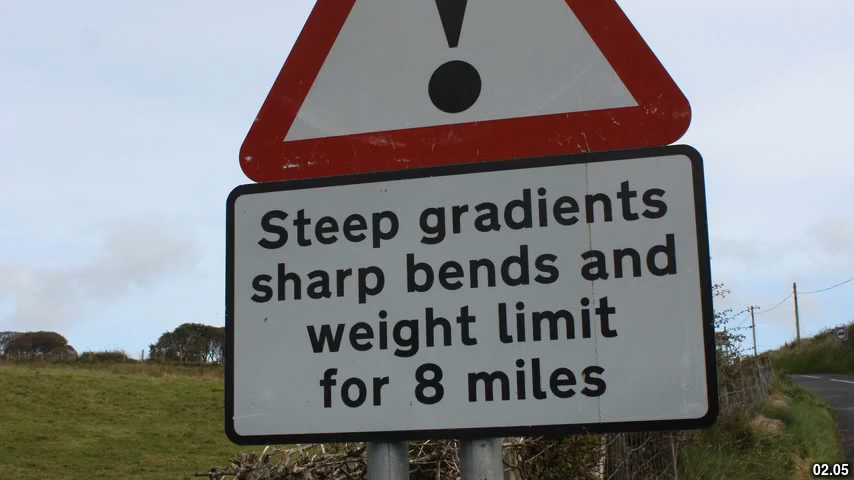 !
Steep gradients
sharp bends and
weight limit
for 8 miles
02.05